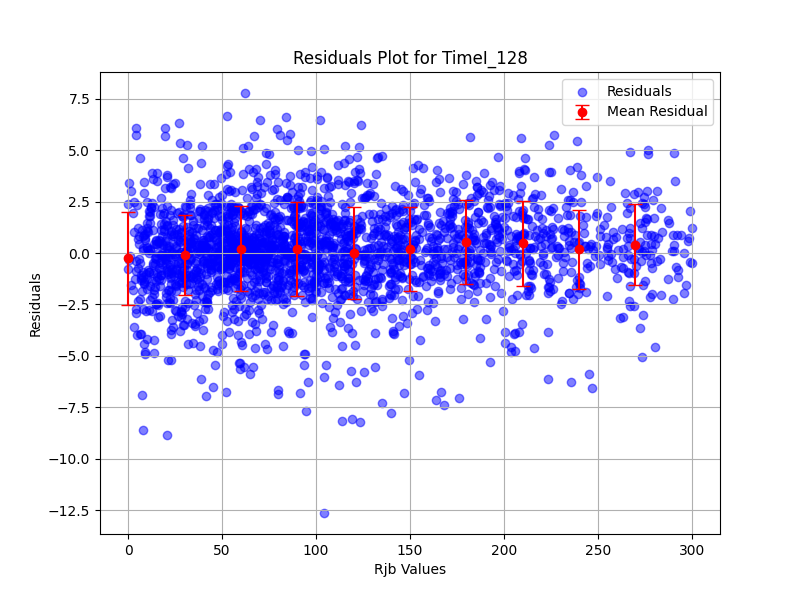 Residuals Plot for TimeI_128
Residuals
Mean Residual
7.5
5.0
2.5
0.0
−2.5
−5.0
−7.5
−10.0
−12.5
Residuals
0 50 100 150 200 250 300
Rjb Values